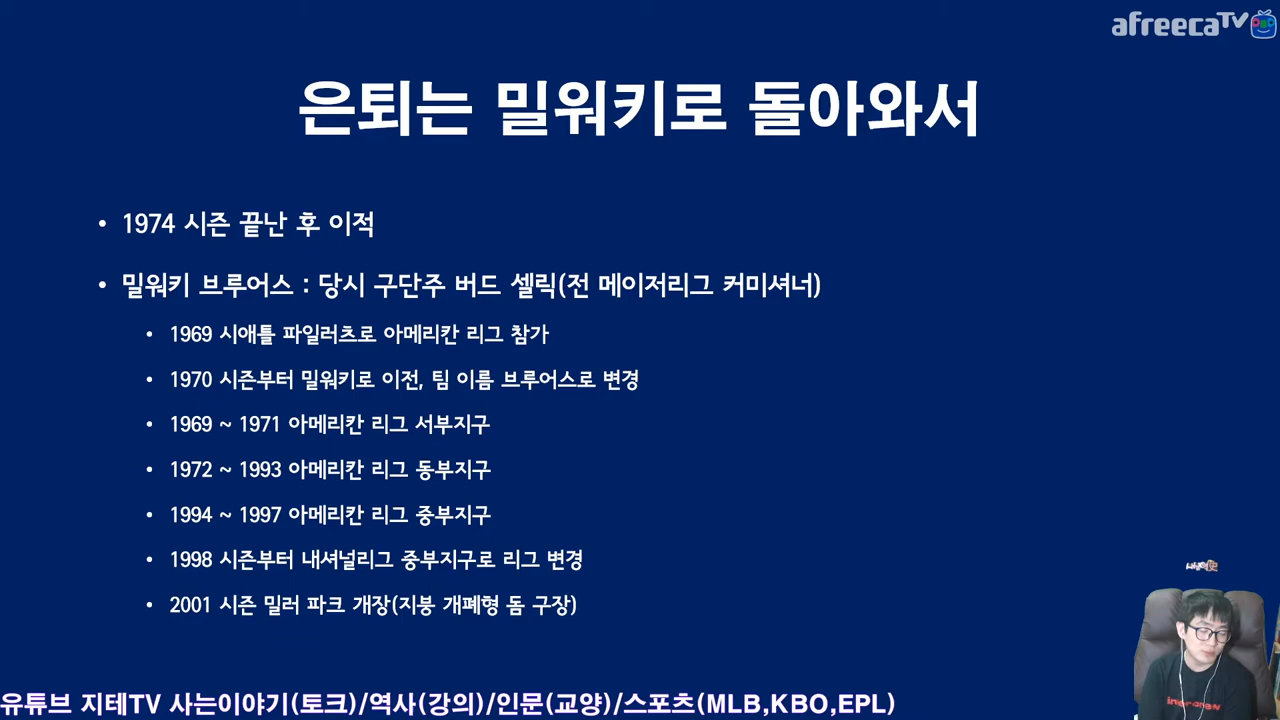 afreecaTV
은퇴는 밀워키로 돌아와서
• 1974 시즌 끝난 후 이적
• 밀워키 브루어스 : 당시 구단주 버드 셀릭(전 메이저리그 커미셔너)
• 1969 시애틀 파일러츠로 아메리칸 리그 참가
• 1970 시즌부터 밀워키로 이전, 팀 이름 브루어스로 변경
• 1969 ~ 1971 아메리칸 리그 서부지구
• 1972 ~ 1993 아메리칸 리그 동부지구
• 1994 ~ 1997 아메리칸 리그 중부지구
• 1998 시즌부터 내셔널리그 중부지구로 리그 변경
• 2001 시즌 밀러 파크 개장(지붕 개폐형 돔 구장)
유튜브 지테TV 사는이야기(토크)/역사(강의)/인문(교양)/스포츠(MLB,KBO,EPL)